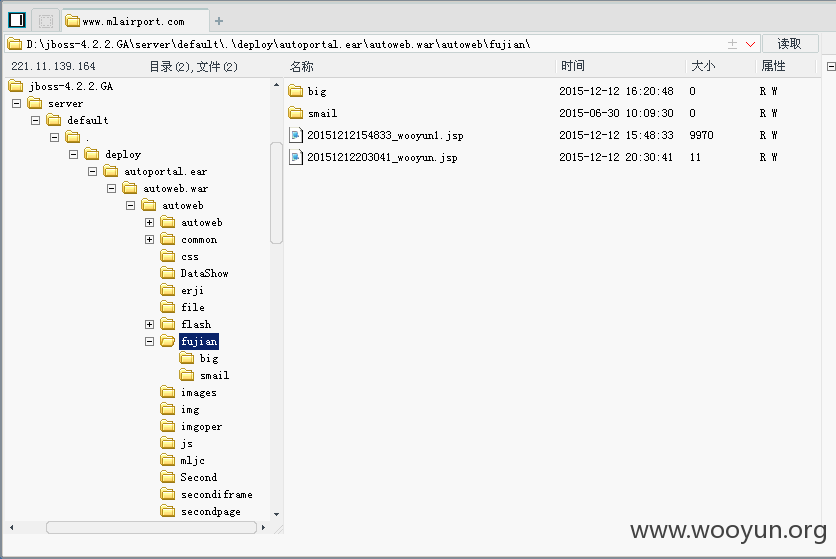 www.mlairport.com
D:\jboss-4.2.2.GA\server\default\.\deploy\autoportal.ear\autoweb.war\autoweb\fujian\
读取
221.11.139.164 目录(2),文件(2)
名称 时间 大小 属性
jboss-4.2.2.GA
server
default
.
deploy
autoportal.ear
autoweb.war
autoweb
autoweb
common
css
DataShow
erji
file
flash
fujian
big
smail
images
img
imgoper
js
mljc
Second
secondiframe
secondpage
big 2015-12-12 16:20:48 0 R W
smail 2015-06-30 10:09:30 0 R W
20151212154833_wooyun1.jsp 2015-12-12 15:48:33 9970 R W
20151212203041_wooyun.jsp 2015-12-12 20:30:41 11 R W
www.wooyun.org